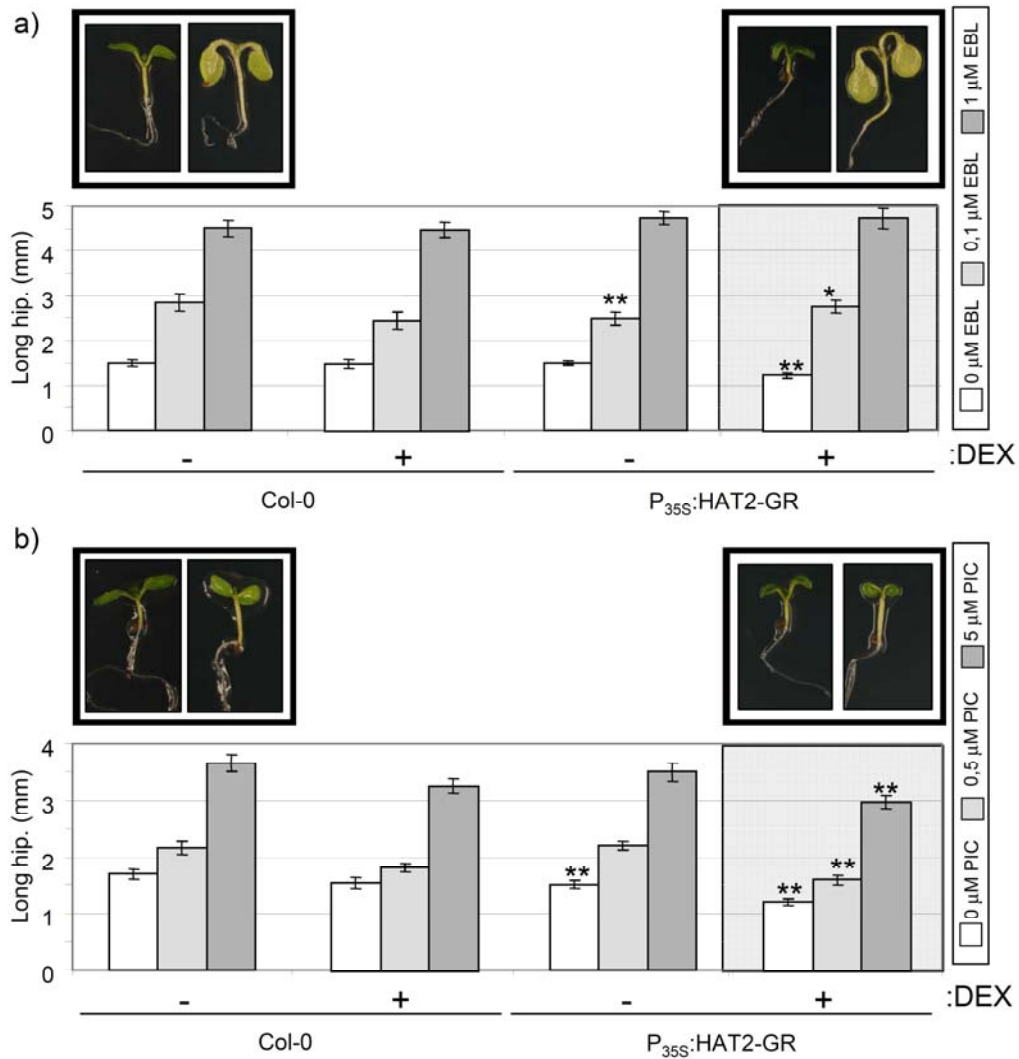 a)
5
4
3
2
1
0
Long hip. (mm)
**
**
*
0 µM EBL
0,1 µM EBL
1 µM EBL
-
+
-
+
:DEX
Col-0
P35S:HAT2-GR
b)
4
3
2
1
0
Long hip. (mm)
**
**
**
**
0 µM PIC
0,5 µM PIC
5 µM PIC
-
+
-
+
:DEX
Col-0
P35S:HAT2-GR